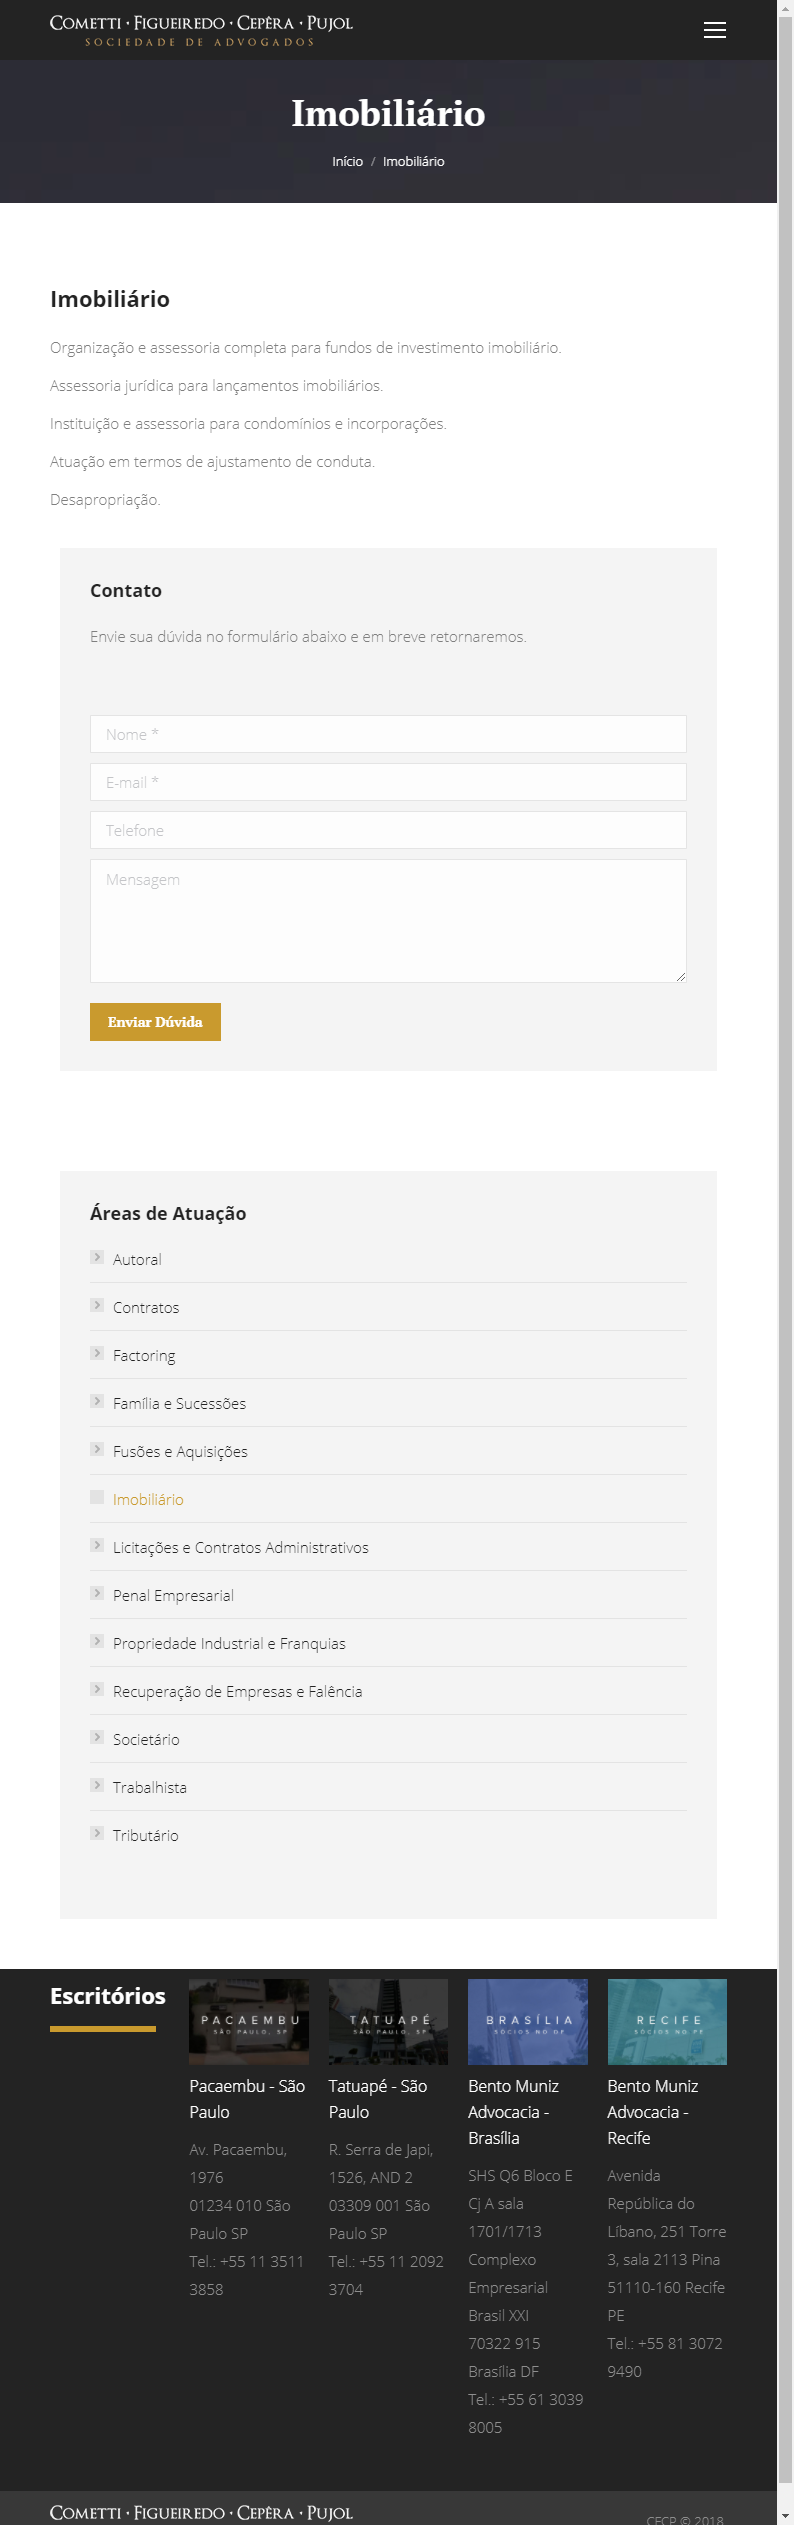 Cometti · Figueiredo · Cepêra · Pujol
SOCIEDADE DE ADVOGADOS
Imobiliário
Início / Imobiliário
Imobiliário
Organização e assessoria completa para fundos de investimento imobiliário.
Assessoria jurídica para lançamentos imobiliários.
Instituição e assessoria para condomínios e incorporações.
Atuação em termos de ajustamento de conduta.
Desapropriação.
Contato
Envie sua dúvida no formulário abaixo e em breve retornaremos.
Nome *
E-mail *
Telefone
Mensagem
Enviar Dúvida
Áreas de Atuação
Autoral
Contratos
Factoring
Família e Sucessões
Fusões e Aquisições
Imobiliário
Licitações e Contratos Administrativos
Penal Empresarial
Propriedade Industrial e Franquias
Recuperação de Empresas e Falência
Societário
Trabalhista
Tributário
Escritórios
PACAEMBU
SÃO PAULO, SP
Pacaembu - São
Paulo
Av. Pacaembu,
1976
01234 010 São
Paulo SP
Tel.: +55 11 3511
3858
TATUAPÉ
SÃO PAULO, SP
Tatuapé - São
Paulo
R. Serra de Japi,
1526, AND 2
03309 001 São
Paulo SP
Tel.: +55 11 2092
3704
BRASÍLIA
SÓCIOS NO DF
Bento Muniz
Advocacia -
Brasília
SHS Q6 Bloco E
Cj A sala
1701/1713
Complexo
Empresarial
Brasil XXI
70322 915
Brasília DF
Tel.: +55 61 3039
8005
RECIFE
SÓCIOS NO PE
Bento Muniz
Advocacia -
Recife
Avenida
República do
Líbano, 251 Torre
3, sala 2113 Pina
51110-160 Recife
PE
Tel.: +55 81 3072
9490
Cometti · Figueiredo · Cepêra · Pujol
CFCP © 2018